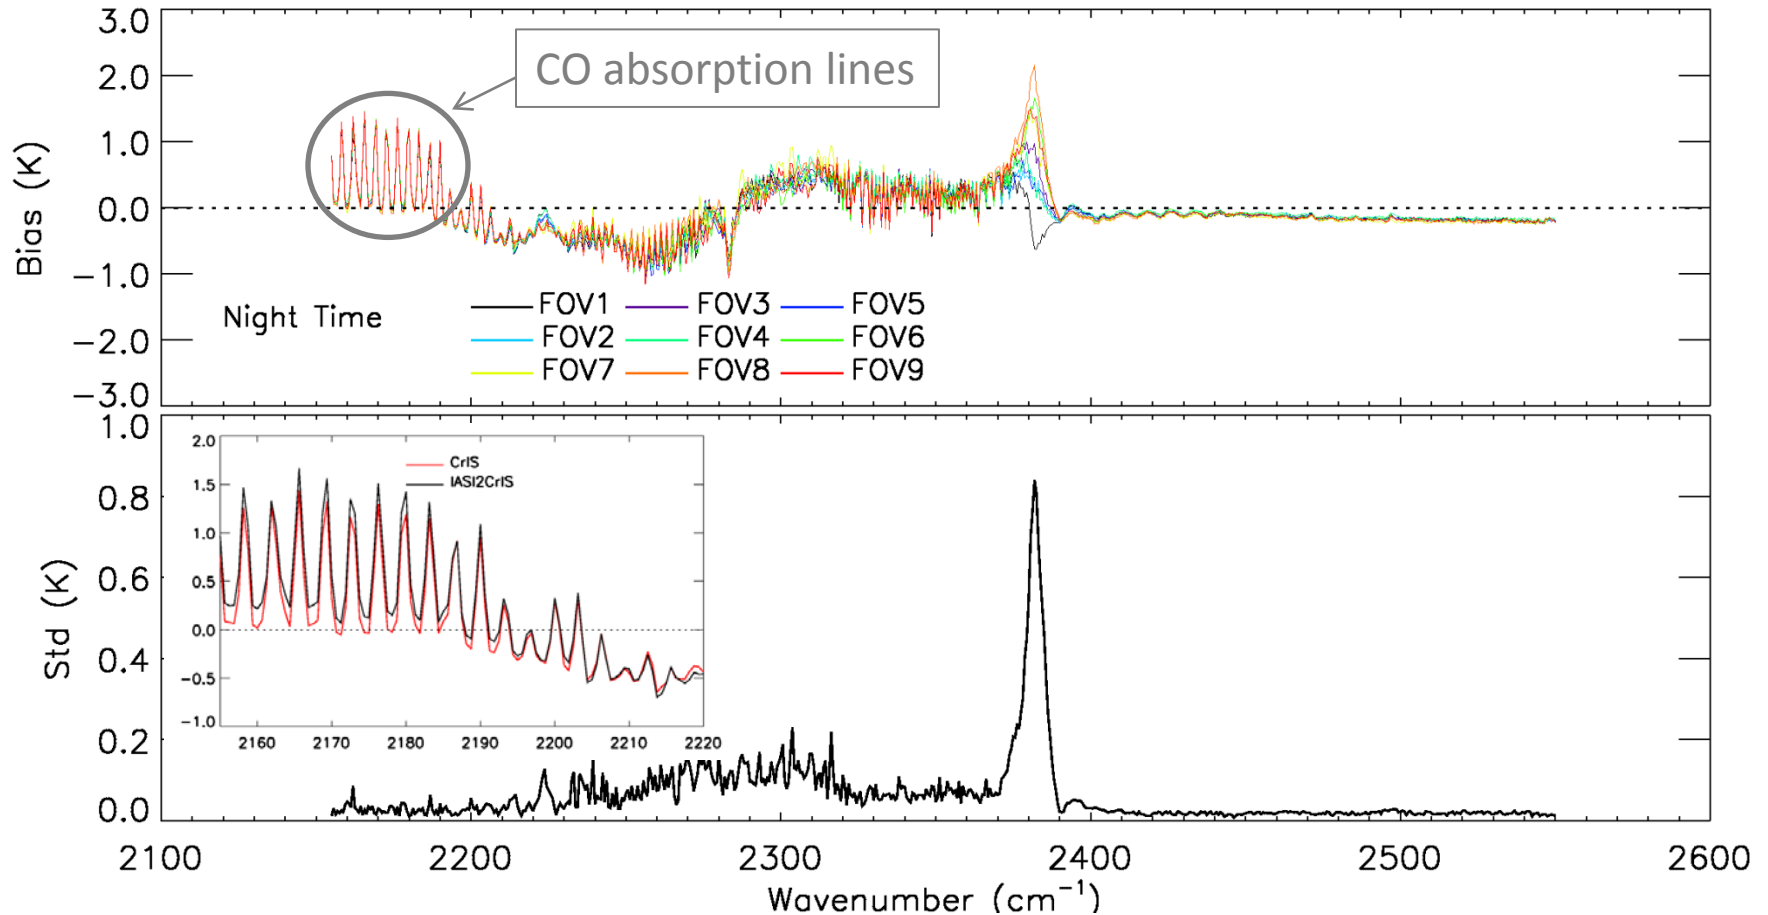 CO absorption lines
3.0
2.0
1.0
0.0
−1.0
−2.0
−3.0
Bias (K)
Night Time
FOV1 FOV3 FOV5
FOV2 FOV4 FOV6
FOV7 FOV8 FOV9
1.0
0.8
0.6
0.4
0.2
0.0
Std (K)
2.0
1.5
1.0
0.5
0.0
−0.5
−1.0
CrIS
IASI2CrIS
2160 2170 2180 2190 2200 2210 2220
2100 2200 2300 2400 2500 2600
Wavenumber (cm⁻¹)